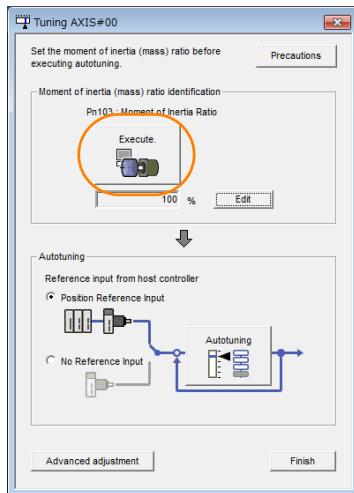 Tuning AXIS#00
Set the moment of inertia (mass) ratio before
executing autotuning.
Precautions
Moment of inertia (mass) ratio identification
Pn103 : Moment of Inertia Ratio
Execute.
100 %
Edit
Autotuning
Reference input from host controller
Position Reference Input
Autotuning
No Reference Input
Advanced adjustment
Finish